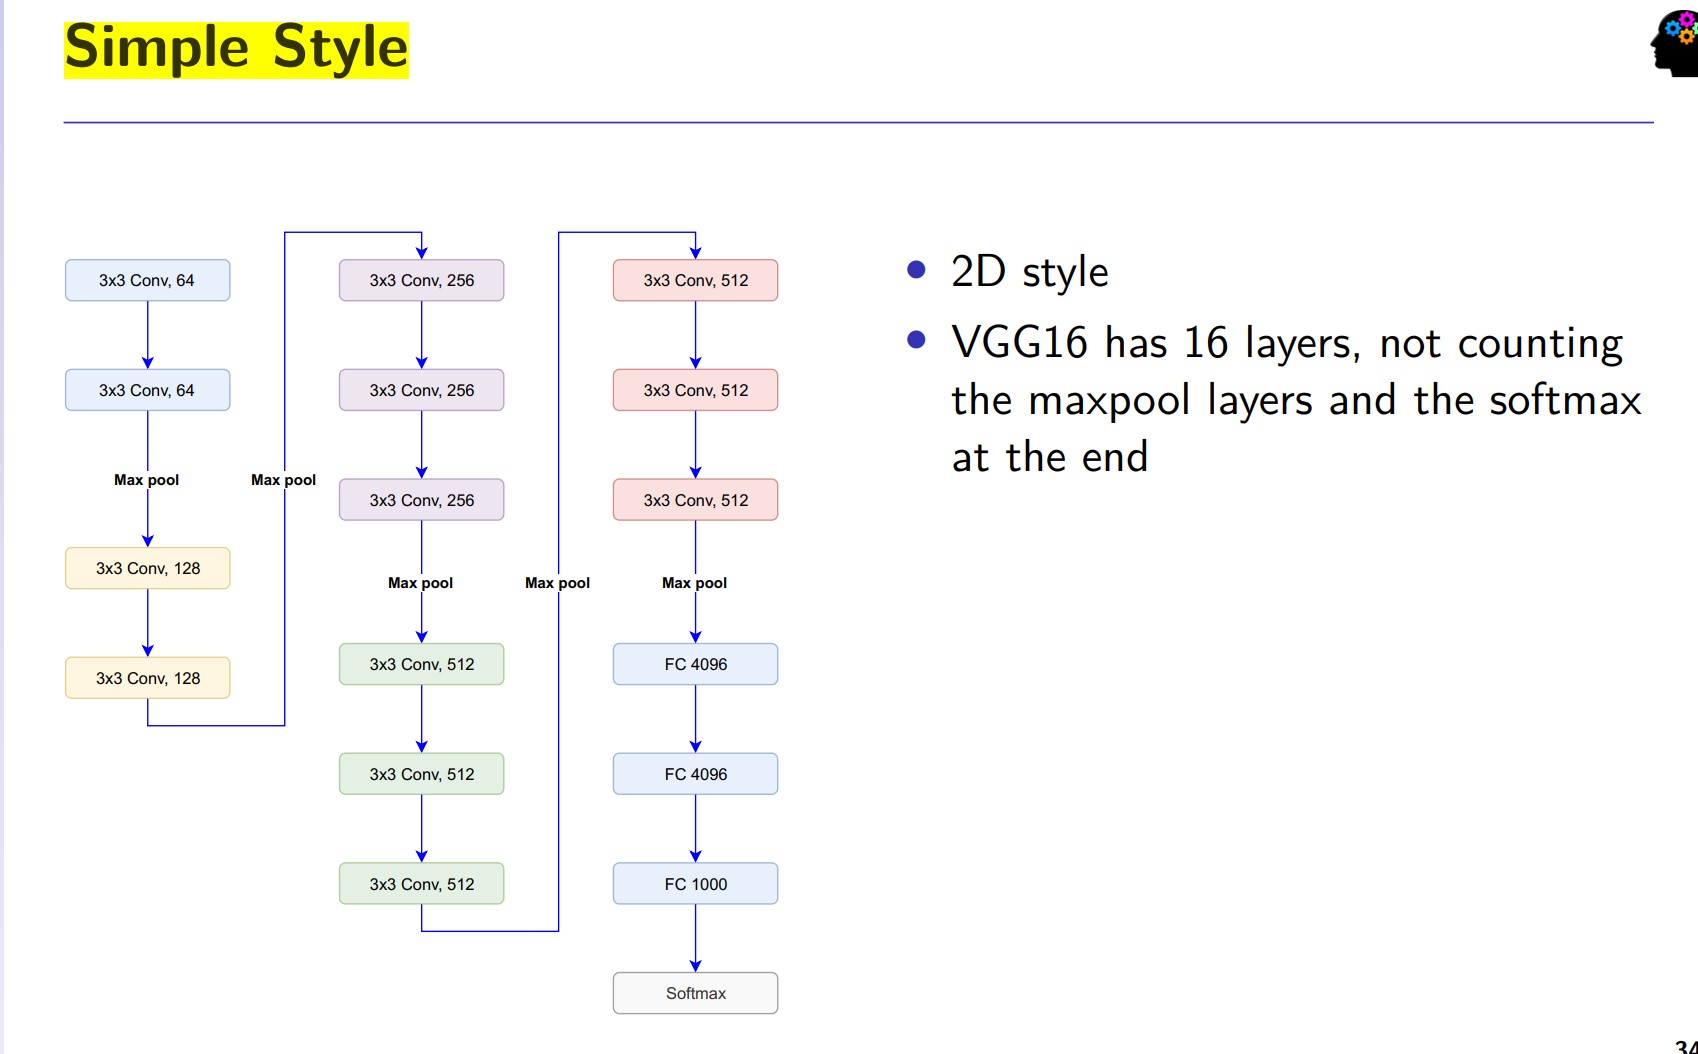 Simple Style
3x3 Conv, 64
3x3 Conv, 64
Max pool
3x3 Conv, 128
3x3 Conv, 128
Max pool
3x3 Conv, 256
3x3 Conv, 256
3x3 Conv, 256
Max pool
3x3 Conv, 512
3x3 Conv, 512
3x3 Conv, 512
Max pool
3x3 Conv, 512
3x3 Conv, 512
3x3 Conv, 512
Max pool
FC 4096
FC 4096
FC 1000
Softmax
2D style
VGG16 has 16 layers, not counting
the maxpool layers and the softmax
at the end
34